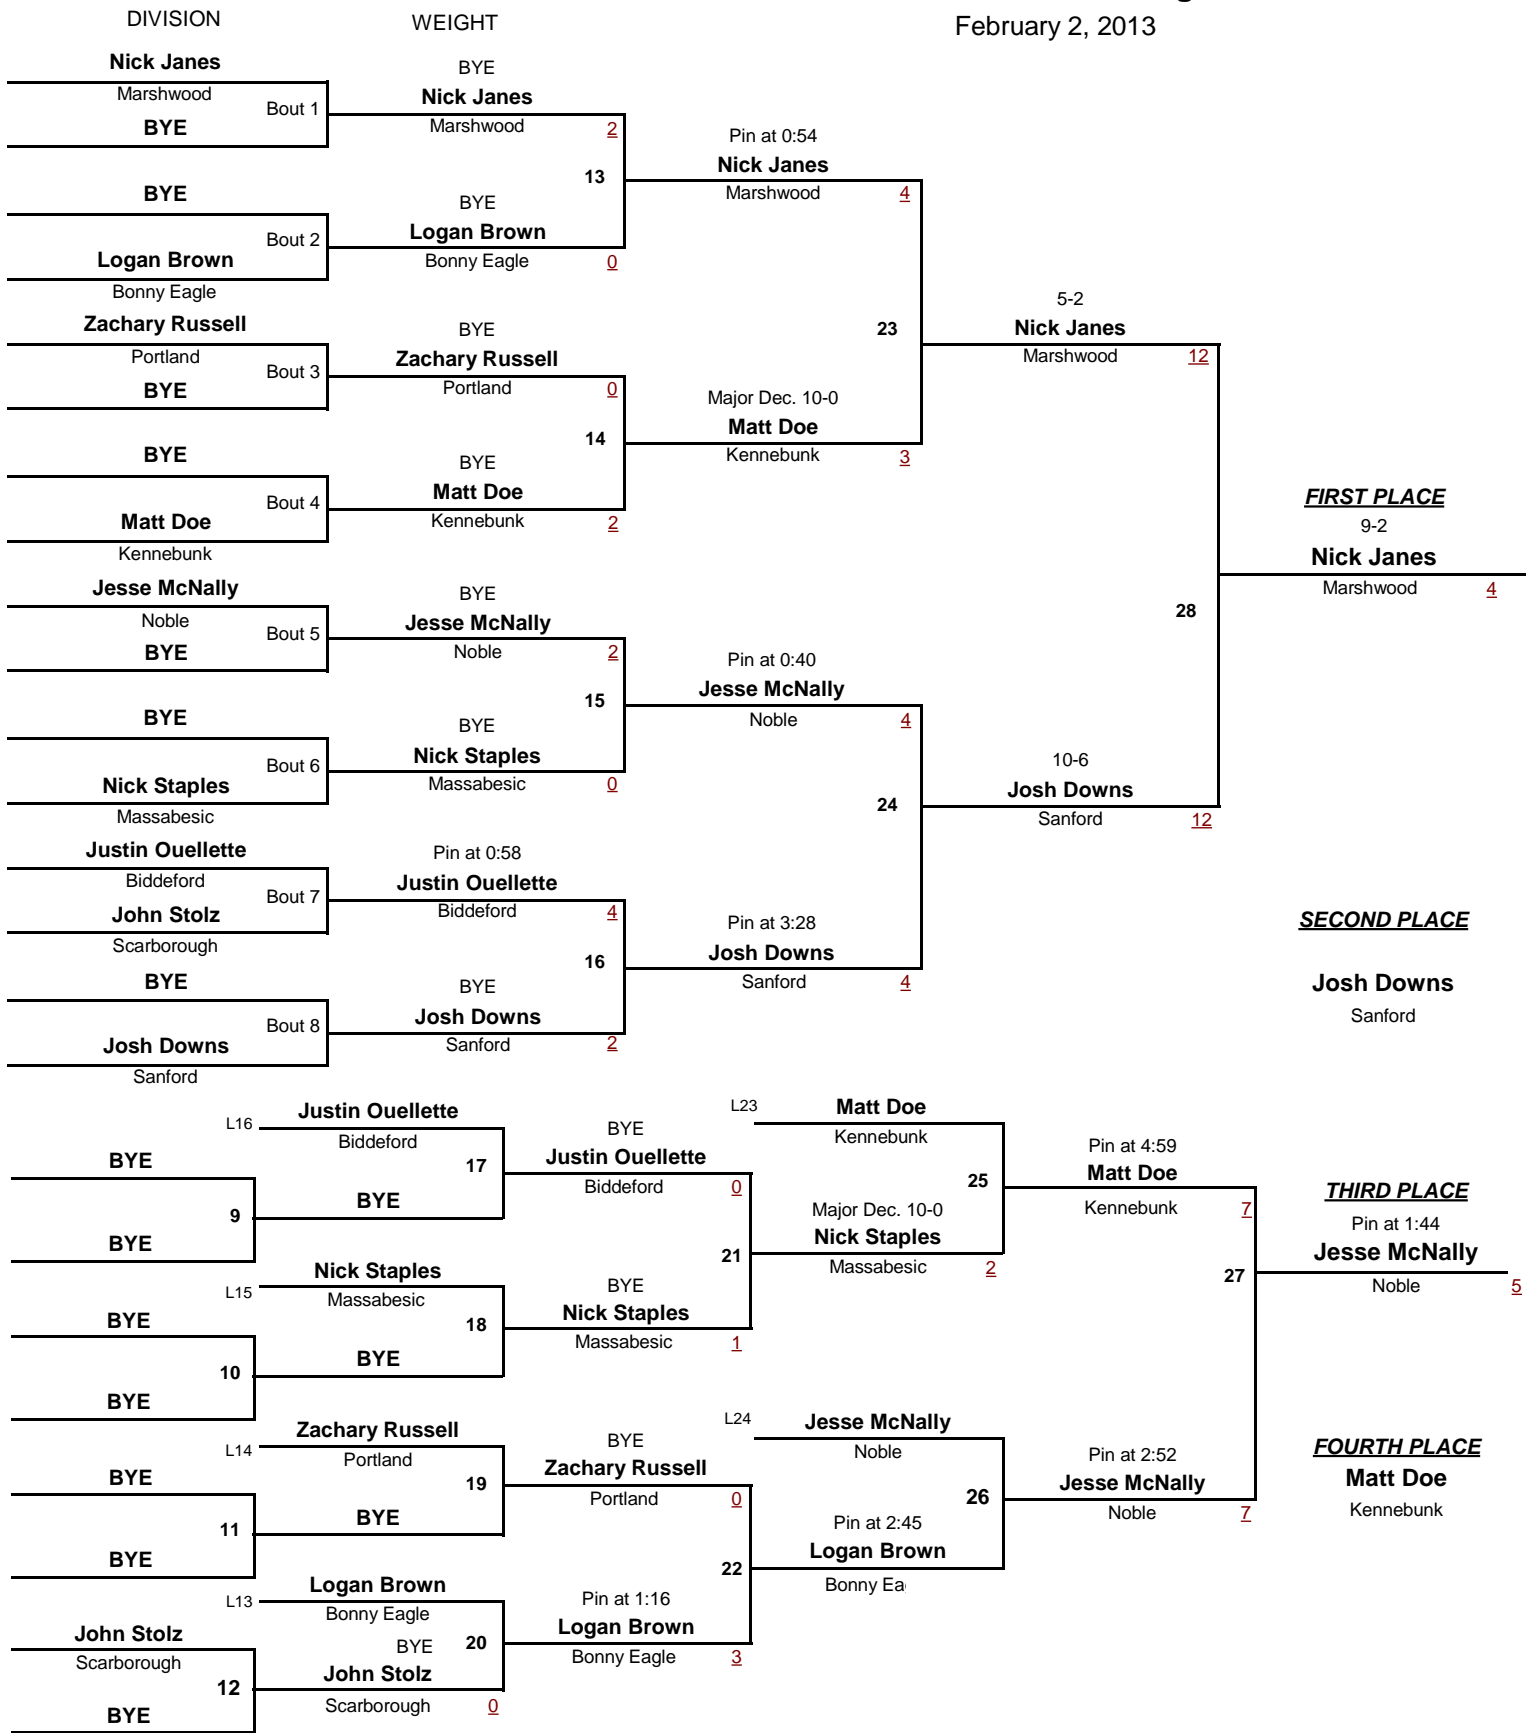 DIVISION
WEIGHT
February 2, 2013
Nick Janes
Marshwood
BYE
Bout 1
BYE
Logan Brown
Bonny Eagle
Bout 2
Zachary Russell
Portland
BYE
Bout 3
BYE
Matt Doe
Kennebunk
Bout 4
Jesse McNally
Noble
BYE
Bout 5
BYE
Nick Staples
Massabesic
Bout 6
Justin Ouellette
Biddeford
John Stolz
Scarborough
Bout 7
BYE
Josh Downs
Sanford
Bout 8
BYE
Nick Janes
Marshwood
2
13
BYE
Logan Brown
Bonny Eagle
0
BYE
Zachary Russell
Portland
0
14
BYE
Matt Doe
Kennebunk
2
BYE
Jesse McNally
Noble
2
15
BYE
Nick Staples
Massabesic
0
Pin at 0:58
Justin Ouellette
Biddeford
4
16
BYE
Josh Downs
Sanford
2
Pin at 0:54
Nick Janes
Marshwood
4
23
Major Dec. 10-0
Matt Doe
Kennebunk
3
Pin at 0:40
Jesse McNally
Noble
4
24
Pin at 3:28
Josh Downs
Sanford
4
5-2
Nick Janes
Marshwood
12
28
10-6
Josh Downs
Sanford
12
FIRST PLACE
9-2
Nick Janes
Marshwood
4
SECOND PLACE
Josh Downs
Sanford
BYE
9
BYE
BYE
10
BYE
BYE
11
BYE
John Stolz
Scarborough
12
BYE
L16
Justin Ouellette
Biddeford
17
BYE
L15
Nick Staples
Massabesic
18
BYE
L14
Zachary Russell
Portland
19
BYE
L13
Logan Brown
Bonny Eagle
BYE
20
John Stolz
Scarborough
0
BYE
Justin Ouellette
Biddeford
0
21
BYE
Nick Staples
Massabesic
1
BYE
Zachary Russell
Portland
0
22
Pin at 1:16
Logan Brown
Bonny Eagle
3
L23
Matt Doe
Kennebunk
25
Major Dec. 10-0
Nick Staples
Massabesic
2
L24
Jesse McNally
Noble
26
Pin at 2:45
Logan Brown
Bonny Ea
Pin at 4:59
Matt Doe
Kennebunk
7
27
Pin at 2:52
Jesse McNally
Noble
7
THIRD PLACE
Pin at 1:44
Jesse McNally
Noble
5
FOURTH PLACE
Matt Doe
Kennebunk